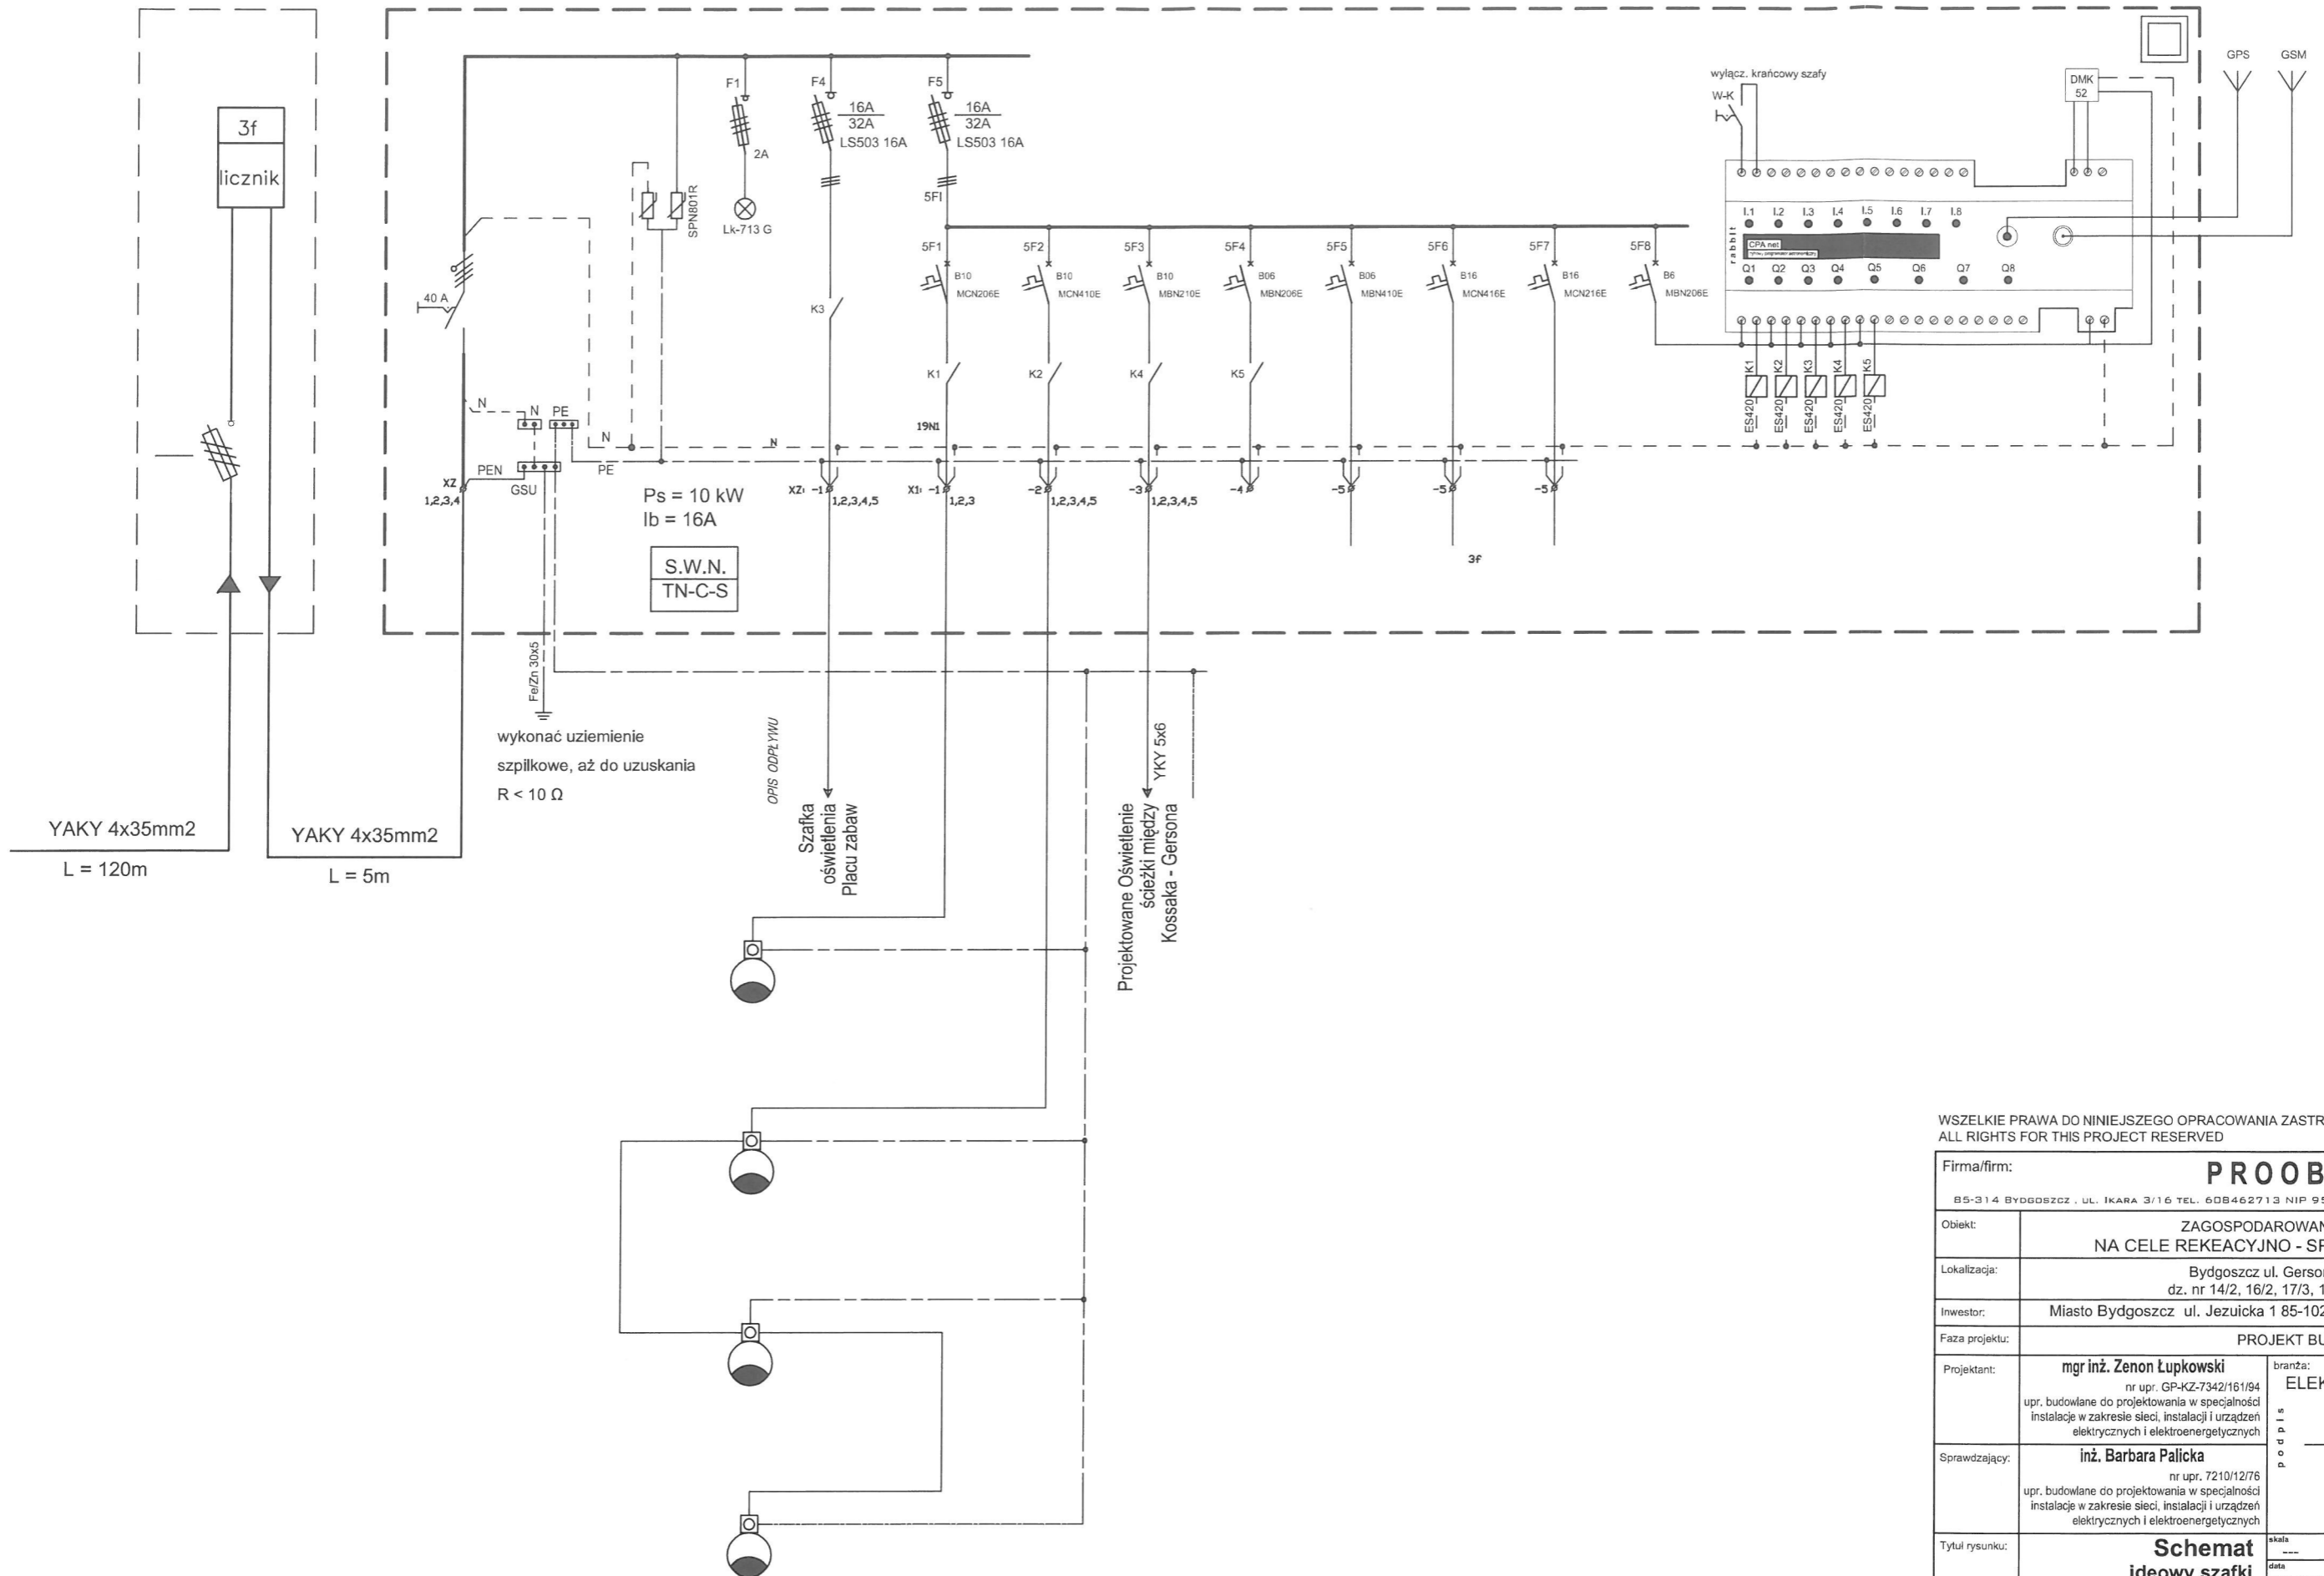 3f
licznik
YAKY 4x35mm2
L = 120m
YAKY 4x35mm2
L = 5m
40 A
N
N
PE
PEN
GSU
XZ
1,2,3,4
N
PE
N
Fe/Zn 30x5
wykonać uziemienie
szpilkowe, aż do uzuskania
R < 10 Ω
Ps = 10 kW
Ib = 16A
S.W.N.
TN-C-S
SPN801R
F1
2A
Lk-713 G
F4
16A
32A
LS503 16A
K3
F5
16A
32A
LS503 16A
5FI
5F1
B10
MCN206E
K1
5F2
B10
MCN410E
K2
5F3
B10
MBN210E
K4
5F4
B06
MBN206E
K5
5F5
B06
MBN410E
5F6
B16
MCN416E
5F7
B16
MCN216E
5F8
B6
MBN206E
19N1
XZ: -1
1,2,3,4,5
X1: -1
1,2,3
-2
1,2,3,4,5
-3
1,2,3,4,5
-4
-5
-5
-5
3f
OPIS ODPŁYWU
Szafka
oświetlenia
Placu zabaw
YKY 5x6
Projektowane Oświetlenie
ścieżki między
Kossaka - Gersona
wyłącz. krańcowy szafy
W-K
DMK
52
GPS
GSM
I.1 I.2 I.3 I.4 I.5 I.6 I.7 I.8
rabbit
CPA net
Q1 Q2 Q3 Q4 Q5 Q6 Q7 Q8
K1
K2
K3
K4
K5
ES420
ES420
ES420
ES420
ES420
WSZELKIE PRAWA DO NINIEJSZEGO OPRACOWANIA ZASTR
ALL RIGHTS FOR THIS PROJECT RESERVED
Firma/firm:
PROOB
85-314 BYDGOSZCZ , UL. IKARA 3/16 TEL. 608462713 NIP 95
Obiekt:
ZAGOSPODAROWAN
NA CELE REKEACYJNO - SP
Lokalizacja:
Bydgoszcz ul. Gerson
dz. nr 14/2, 16/2, 17/3, 1
Inwestor:
Miasto Bydgoszcz ul. Jezuicka 1 85-102
Faza projektu:
PROJEKT BU
Projektant:
mgr inż. Zenon Łupkowski
nr upr. GP-KZ-7342/161/94
upr. budowlane do projektowania w specjalności
instalacje w zakresie sieci, instalacji i urządzeń
elektrycznych i elektroenergetycznych
branża:
ELEK
podpis
Sprawdzający:
inż. Barbara Palicka
nr upr. 7210/12/76
upr. budowlane do projektowania w specjalności
instalacje w zakresie sieci, instalacji i urządzeń
elektrycznych i elektroenergetycznych
Tytuł rysunku:
Schemat
ideowy szafki
skala
---
data